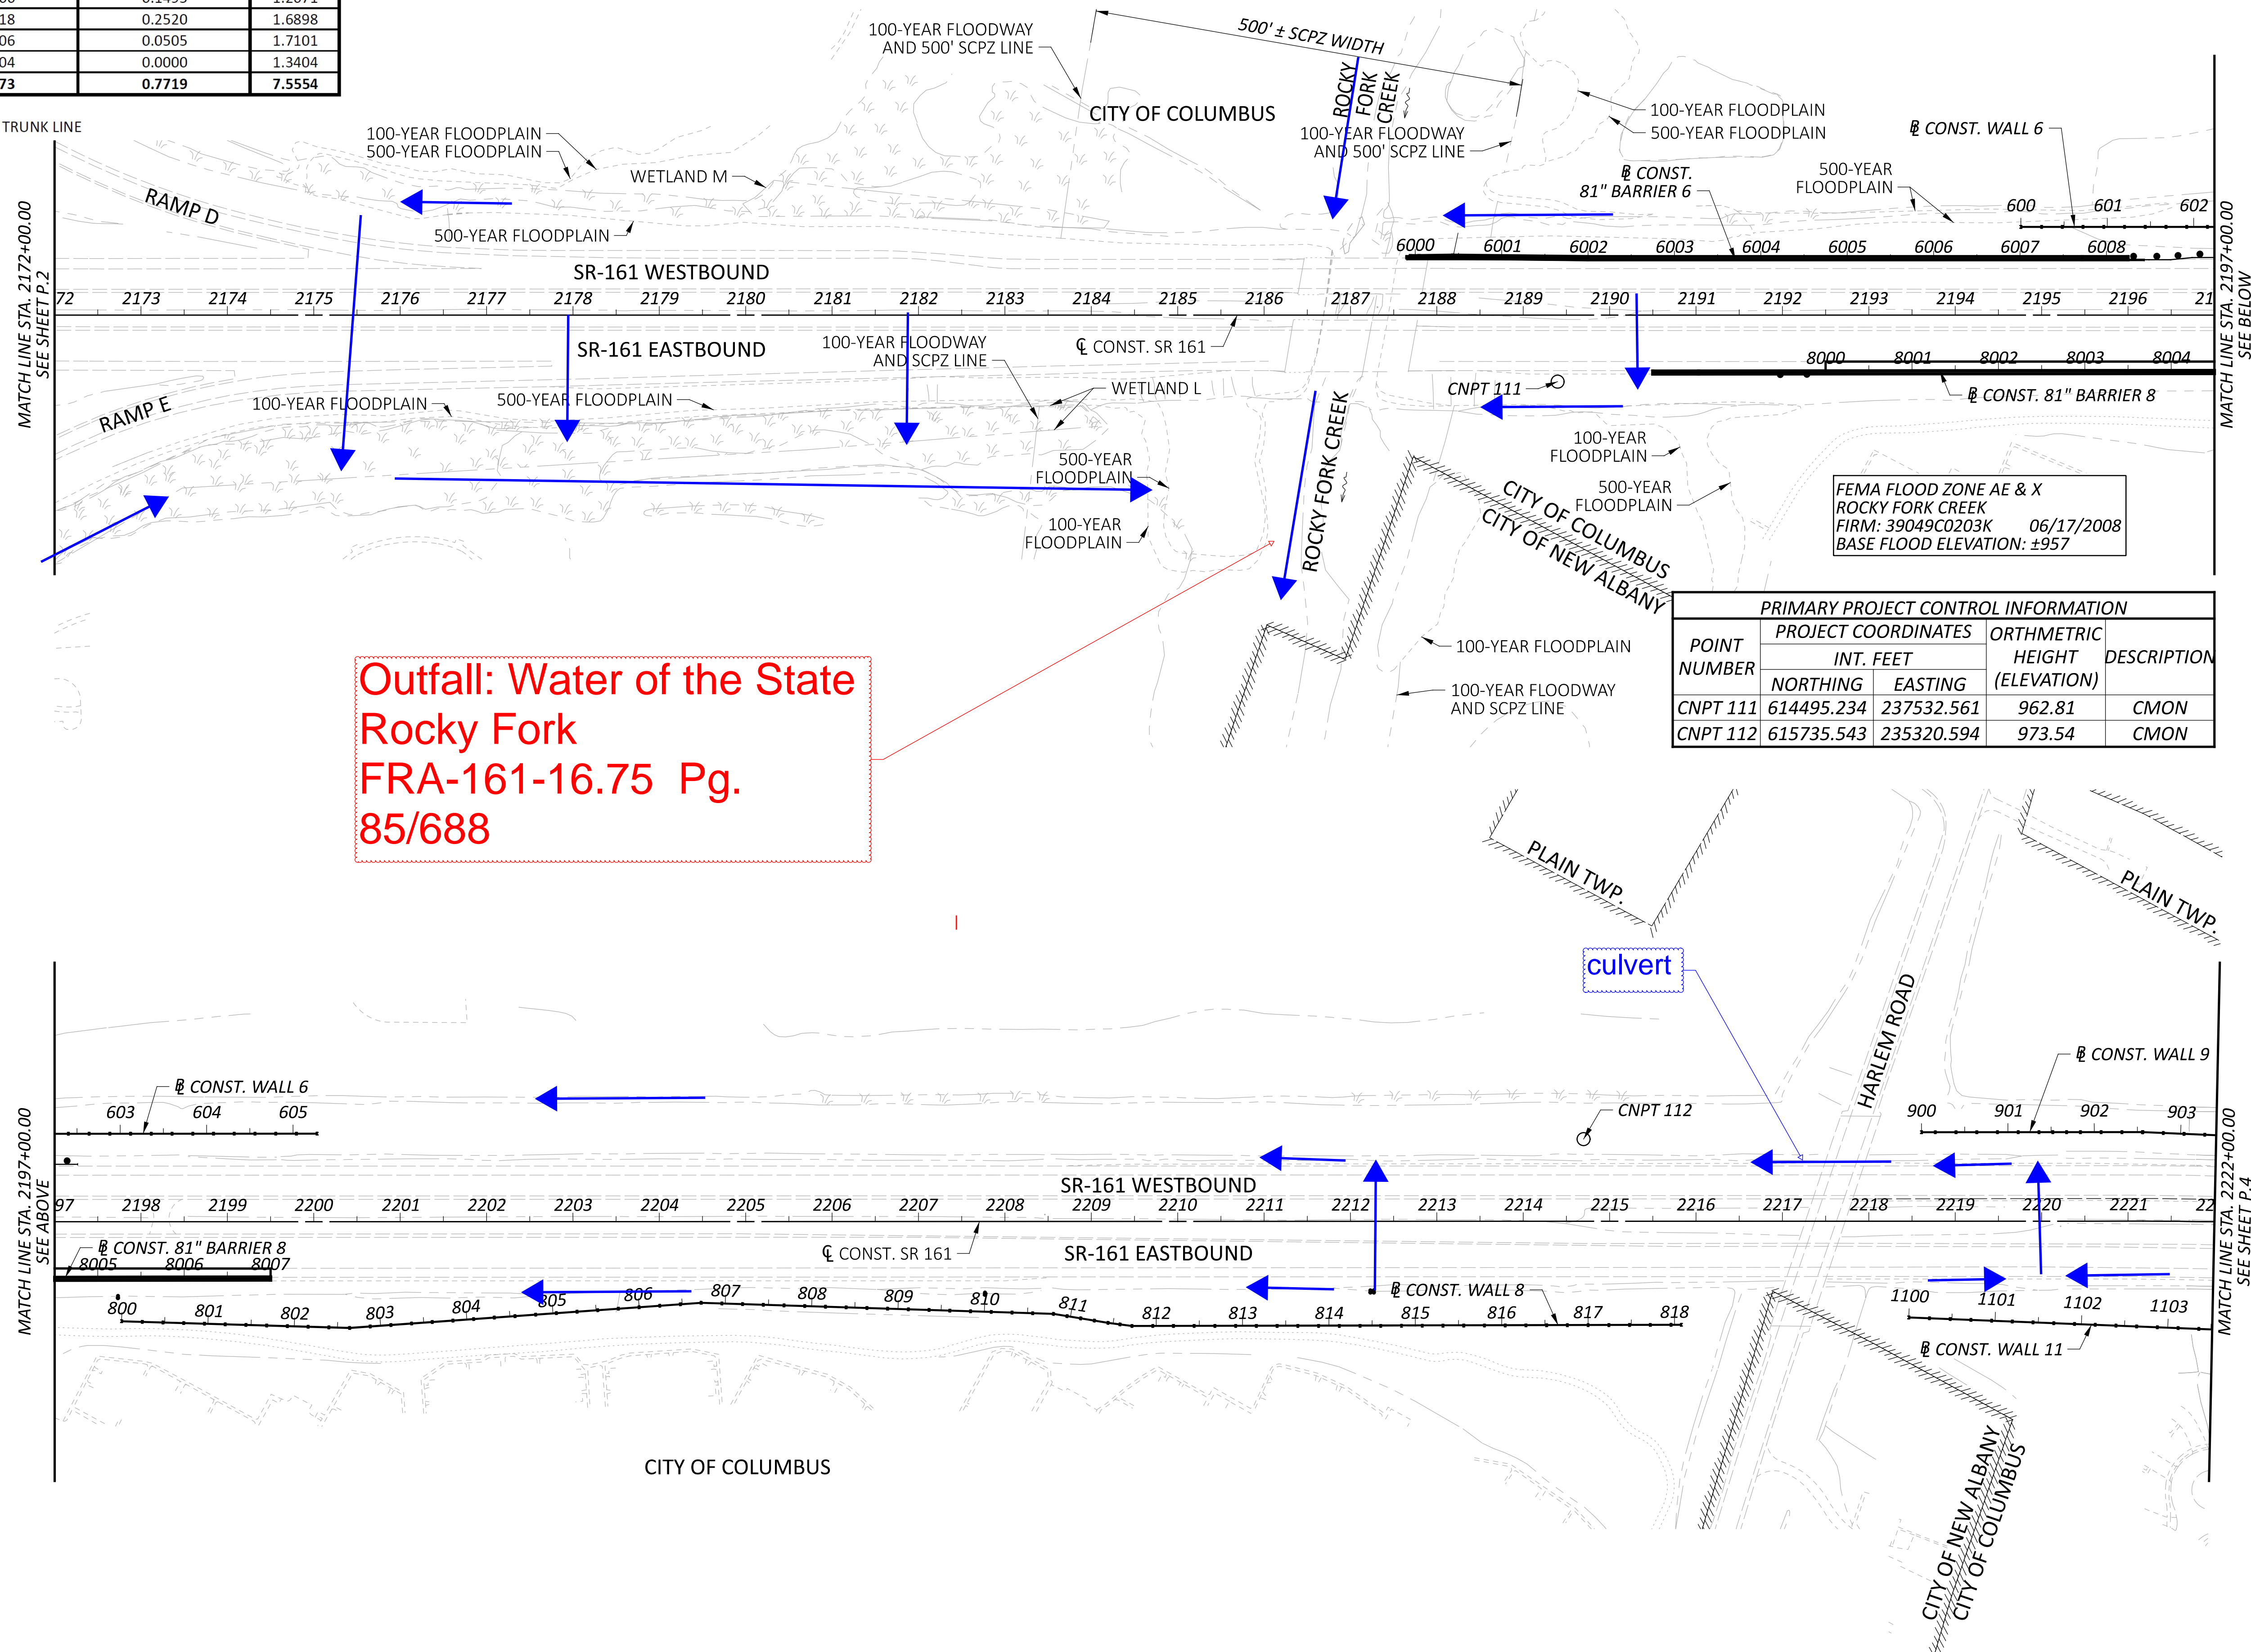 18 0.2520 1.6898
06 0.0505 1.7101
04 0.0000 1.3404
73 0.7719 7.5554
TRUNK LINE
100-YEAR FLOODWAY
AND 500' SCPZ LINE
500' ± SCPZ WIDTH
ROCKY
FORK
CREEK
CITY OF COLUMBUS
100-YEAR FLOODWAY
AND 500' SCPZ LINE
100-YEAR FLOODPLAIN
500-YEAR FLOODPLAIN
100-YEAR FLOODPLAIN
500-YEAR FLOODPLAIN
WETLAND M
500-YEAR FLOODPLAIN
RAMP D
BL CONST. WALL 6
BL CONST.
81" BARRIER 6
500-YEAR
FLOODPLAIN
600 601 602
6000 6001 6002 6003 6004 6005 6006 6007 6008
MATCH LINE STA. 2172+00.00
SEE SHEET P.2
SR-161 WESTBOUND
72 2173 2174 2175 2176 2177 2178 2179 2180 2181 2182 2183 2184 2185 2186 2187 2188 2189 2190 2191 2192 2193 2194 2195 2196 21
MATCH LINE STA. 2197+00.00
SEE BELOW
SR-161 EASTBOUND
100-YEAR FLOODWAY
AND SCPZ LINE
CL CONST. SR 161
8000 8001 8002 8003 8004
CNPT 111
BL CONST. 81" BARRIER 8
WETLAND L
RAMP E
100-YEAR FLOODPLAIN
500-YEAR FLOODPLAIN
500-YEAR
FLOODPLAIN
100-YEAR
FLOODPLAIN
ROCKY FORK CREEK
100-YEAR
FLOODPLAIN
500-YEAR
FLOODPLAIN
CITY OF COLUMBUS
CITY OF NEW ALBANY
FEMA FLOOD ZONE AE & X
ROCKY FORK CREEK
FIRM: 39049C0203K 06/17/2008
BASE FLOOD ELEVATION: ±957
100-YEAR FLOODPLAIN
100-YEAR FLOODWAY
AND SCPZ LINE
PRIMARY PROJECT CONTROL INFORMATION
POINT NUMBER PROJECT COORDINATES ORTHMETRIC HEIGHT (ELEVATION) DESCRIPTION
INT. FEET
NORTHING EASTING
CNPT 111 614495.234 237532.561 962.81 CMON
CNPT 112 615735.543 235320.594 973.54 CMON
Outfall: Water of the State
Rocky Fork
FRA-161-16.75 Pg.
85/688
PLAIN TWP.
PLAIN TWP.
culvert
HARLEM ROAD
BL CONST. WALL 6
603 604 605
CNPT 112
BL CONST. WALL 9
900 901 902 903
MATCH LINE STA. 2197+00.00
SEE ABOVE
SR-161 WESTBOUND
97 2198 2199 2200 2201 2202 2203 2204 2205 2206 2207 2208 2209 2210 2211 2212 2213 2214 2215 2216 2217 2218 2219 2220 2221 22
MATCH LINE STA. 2222+00.00
SEE SHEET P.4
BL CONST. 81" BARRIER 8
8005 8006 8007
CL CONST. SR 161
SR-161 EASTBOUND
BL CONST. WALL 8
800 801 802 803 804 805 806 807 808 809 810 811 812 813 814 815 816 817 818
1100 1101 1102 1103
BL CONST. WALL 11
CITY OF COLUMBUS
CITY OF NEW ALBANY
CITY OF COLUMBUS